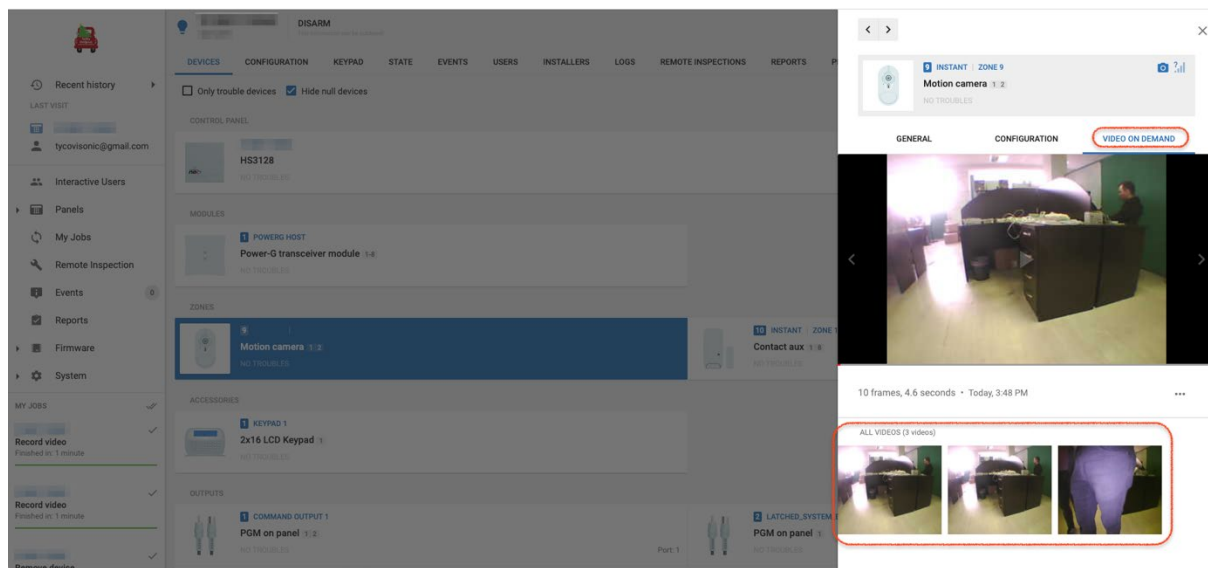 DISARM
DEVICES CONFIGURATION KEYPAD STATE EVENTS USERS INSTALLERS LOGS REMOTE INSPECTIONS REPORTS
Only trouble devices Hide null devices
Recent history
LAST VISIT
tycovisonic@gmail.com
Interactive Users
Panels
My Jobs
Remote Inspection
Events 0
Reports
Firmware
System
MY JOBS
Record video
Finished in: 1 minute
Record video
Finished in: 1 minute
Remove device
CONTROL PANEL
HS3128
NO TROUBLES
MODULES
1 POWERG HOST
Power-G transceiver module 1-8
NO TROUBLES
ZONES
9
Motion camera 1 2
NO TROUBLES
10 INSTANT ZONE 1
Contact aux 1 8
NO TROUBLES
ACCESSORIES
1 KEYPAD 1
2x16 LCD Keypad 1
NO TROUBLES
OUTPUTS
1 COMMAND OUTPUT 1
PGM on panel 1 2
NO TROUBLES
Port: 1
2 LATCHED_SYSTEM
PGM on panel 1
NO TROUBLES
9 INSTANT | ZONE 9
Motion camera 1 2
NO TROUBLES
GENERAL CONFIGURATION VIDEO ON DEMAND
10 frames, 4.6 seconds • Today, 3:48 PM
ALL VIDEOS (3 videos)